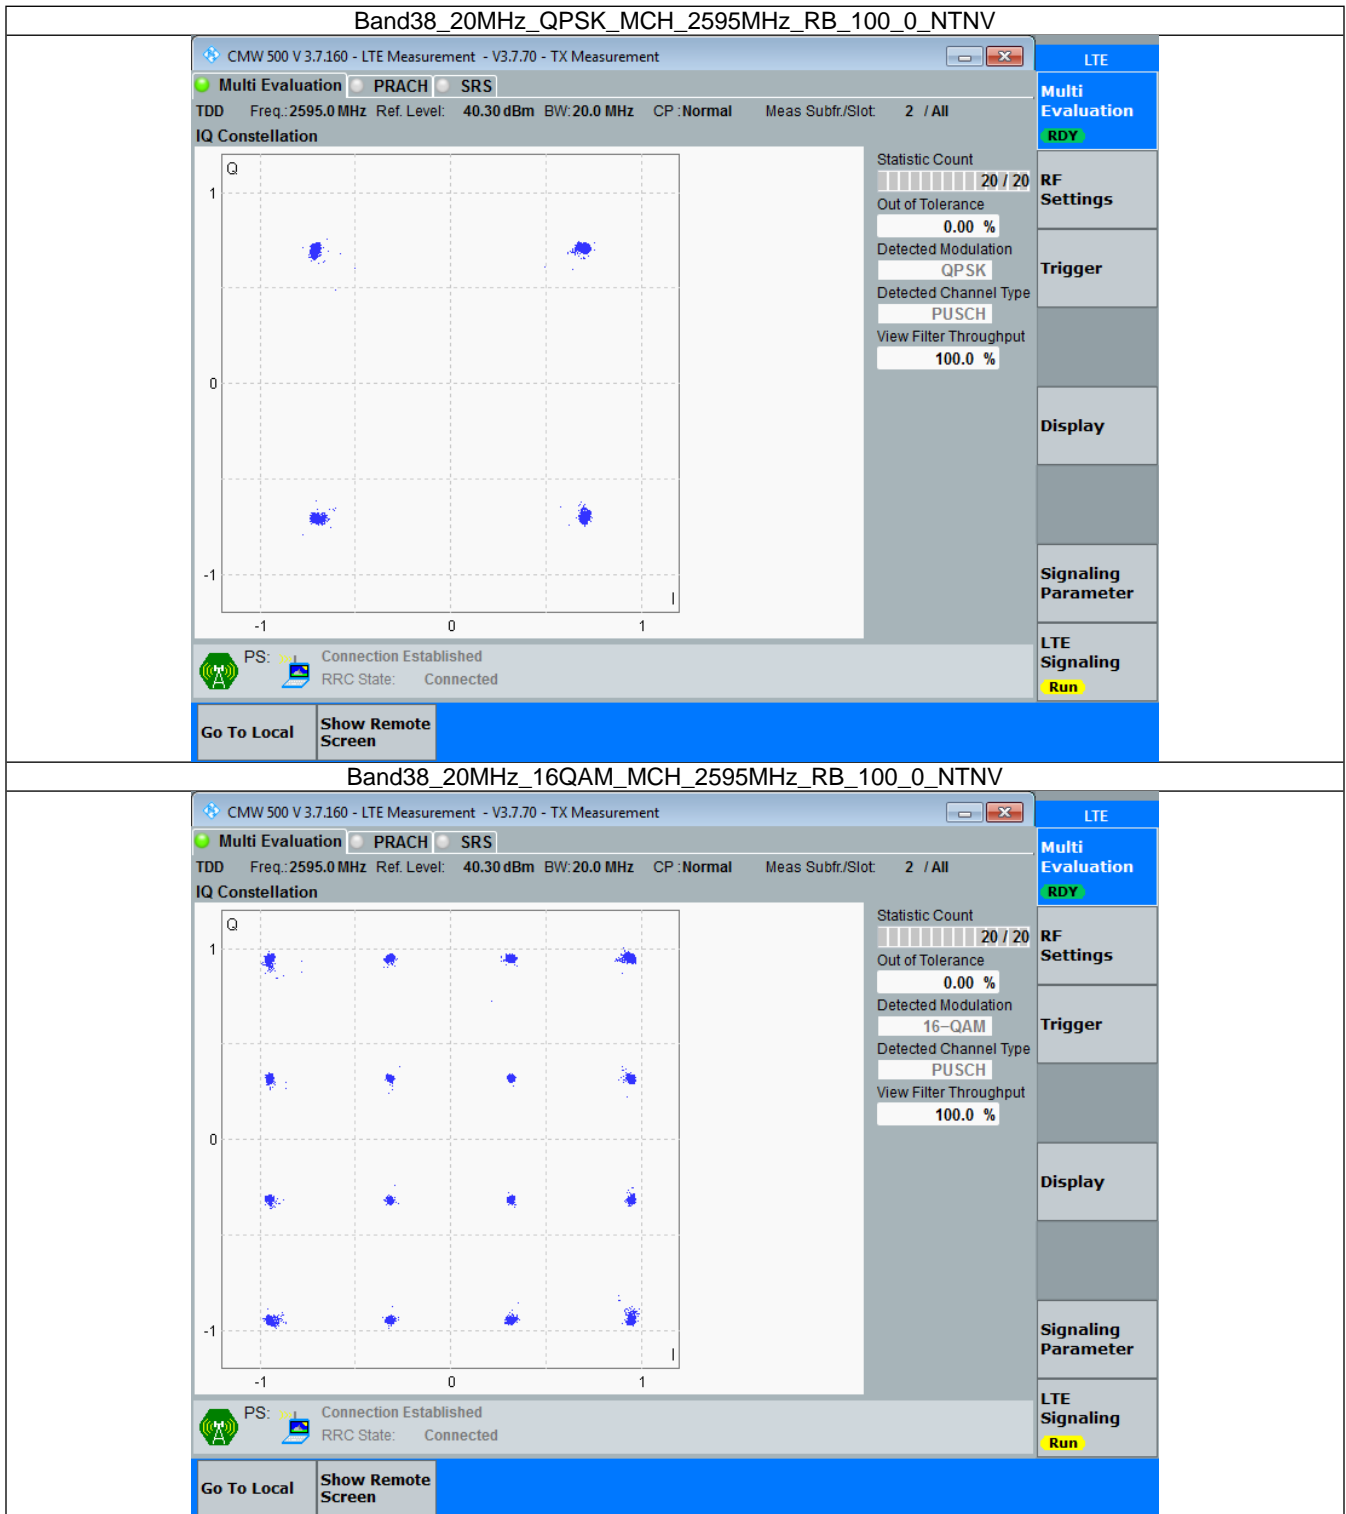 Band38_20MHz_QPSK_MCH_2595MHz_RB_100_0_NTNV
CMW 500 V 3.7.160 - LTE Measurement - V3.7.70 - TX Measurement
LTE
Multi Evaluation PRACH SRS
TDD Freq.: 2595.0 MHz Ref. Level: 40.30 dBm BW: 20.0 MHz CP : Normal Meas Subfr./Slot: 2 / All
IQ Constellation
Q
1
0
-1
I
-1 0 1
Statistic Count
20 / 20
Out of Tolerance
0.00 %
Detected Modulation
QPSK
Detected Channel Type
PUSCH
View Filter Throughput
100.0 %
Multi
Evaluation
RDY
RF
Settings
Trigger
Display
Signaling
Parameter
LTE
Signaling
Run
PS: Connection Established
RRC State: Connected
Go To Local
Show Remote
Screen
Band38_20MHz_16QAM_MCH_2595MHz_RB_100_0_NTNV
CMW 500 V 3.7.160 - LTE Measurement - V3.7.70 - TX Measurement
LTE
Multi Evaluation PRACH SRS
TDD Freq.: 2595.0 MHz Ref. Level: 40.30 dBm BW: 20.0 MHz CP : Normal Meas Subfr./Slot: 2 / All
IQ Constellation
Q
1
0
-1
I
-1 0 1
Statistic Count
20 / 20
Out of Tolerance
0.00 %
Detected Modulation
16-QAM
Detected Channel Type
PUSCH
View Filter Throughput
100.0 %
Multi
Evaluation
RDY
RF
Settings
Trigger
Display
Signaling
Parameter
LTE
Signaling
Run
PS: Connection Established
RRC State: Connected
Go To Local
Show Remote
Screen